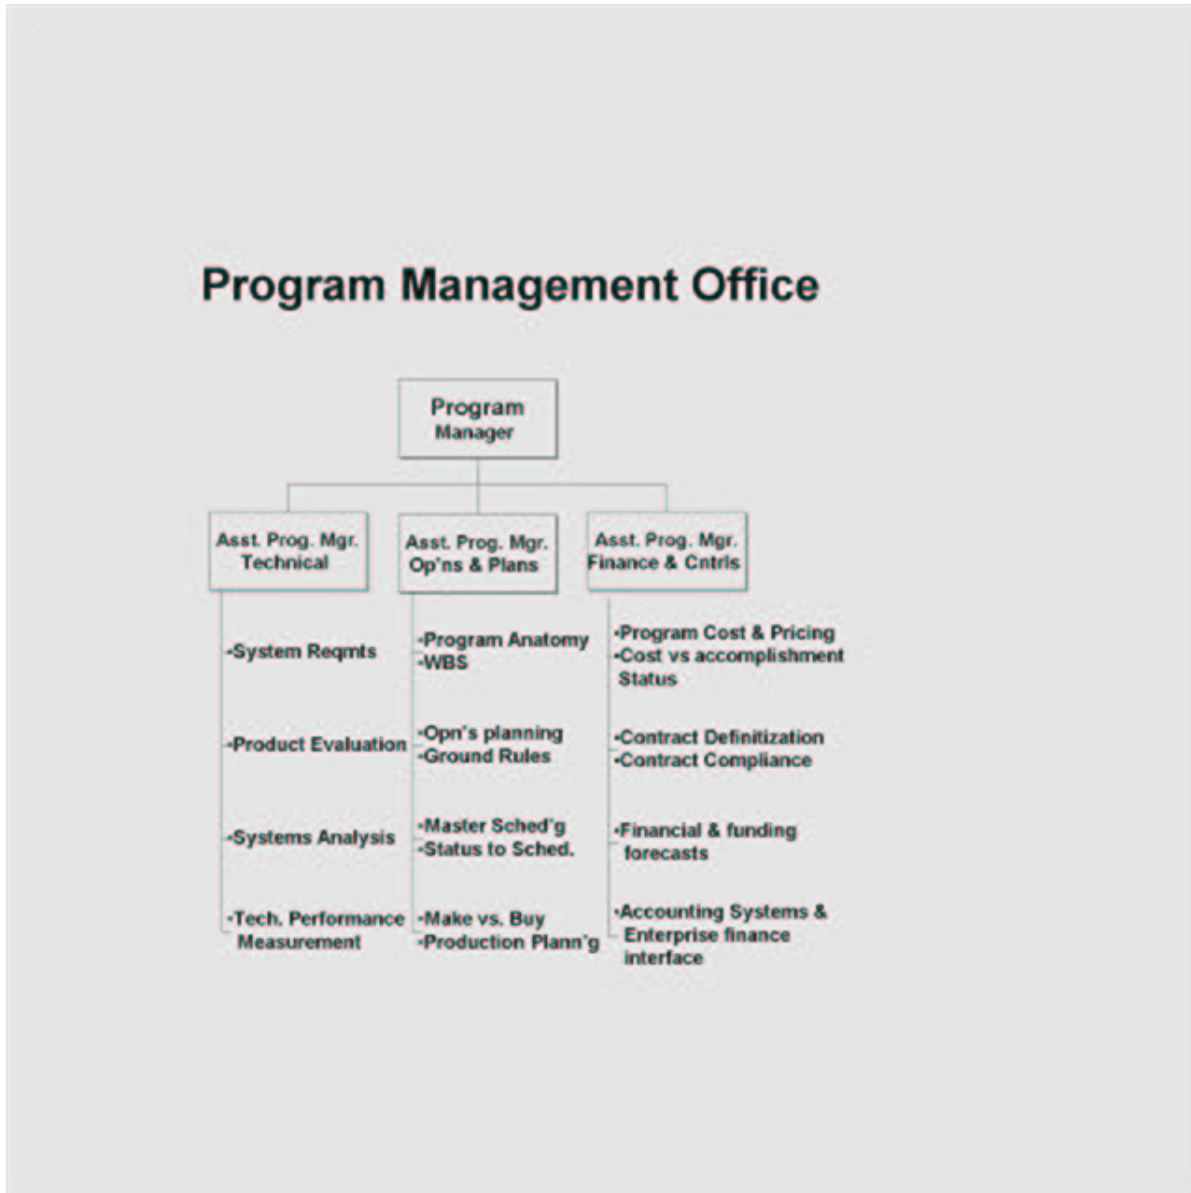 Program Management Office
Program
Manager
Asst. Prog. Mgr.
Technical
•System Reqmts
•Product Evaluation
•Systems Analysis
•Tech. Performance
Measurement
Asst. Prog. Mgr.
Op'ns & Plans
•Program Anatomy
•WBS
•Opn's planning
•Ground Rules
•Master Sched'g
•Status to Sched.
•Make vs. Buy
•Production Plann'g
Asst. Prog. Mgr.
Finance & Cntrls
•Program Cost & Pricing
•Cost vs accomplishment
Status
•Contract Definitization
•Contract Compliance
•Financial & funding
forecasts
•Accounting Systems &
Enterprise finance
interface